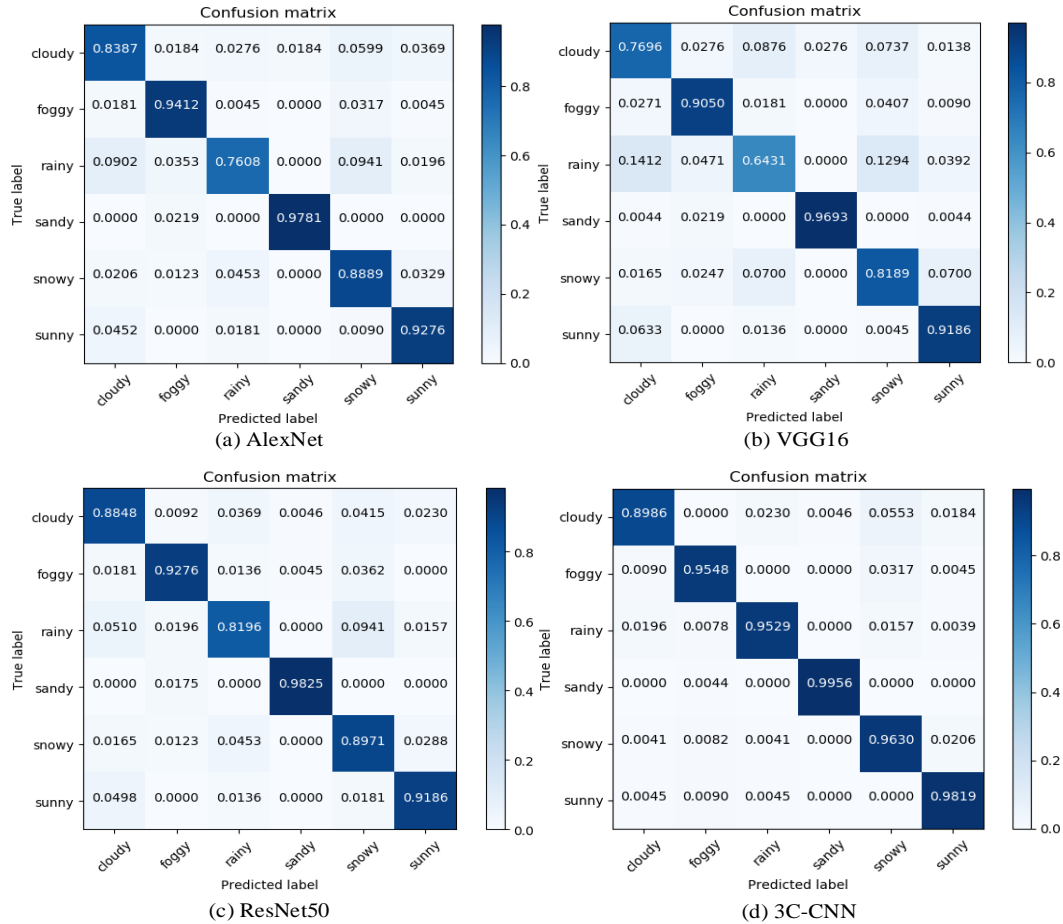 Confusion matrix
cloudy 0.8387 0.0184 0.0276 0.0184 0.0599 0.0369
foggy 0.0181 0.9412 0.0045 0.0000 0.0317 0.0045
rainy 0.0902 0.0353 0.7608 0.0000 0.0941 0.0196
sandy 0.0000 0.0219 0.0000 0.9781 0.0000 0.0000
snowy 0.0206 0.0123 0.0453 0.0000 0.8889 0.0329
sunny 0.0452 0.0000 0.0181 0.0000 0.0090 0.9276
True label
cloudy foggy rainy sandy snowy sunny
Predicted label
0.8
0.6
0.4
0.2
0.0
(a) AlexNet
Confusion matrix
cloudy 0.7696 0.0276 0.0876 0.0276 0.0737 0.0138
foggy 0.0271 0.9050 0.0181 0.0000 0.0407 0.0090
rainy 0.1412 0.0471 0.6431 0.0000 0.1294 0.0392
sandy 0.0044 0.0219 0.0000 0.9693 0.0000 0.0044
snowy 0.0165 0.0247 0.0700 0.0000 0.8189 0.0700
sunny 0.0633 0.0000 0.0136 0.0000 0.0045 0.9186
True label
cloudy foggy rainy sandy snowy sunny
Predicted label
0.8
0.6
0.4
0.2
0.0
(b) VGG16
Confusion matrix
cloudy 0.8848 0.0092 0.0369 0.0046 0.0415 0.0230
foggy 0.0181 0.9276 0.0136 0.0045 0.0362 0.0000
rainy 0.0510 0.0196 0.8196 0.0000 0.0941 0.0157
sandy 0.0000 0.0175 0.0000 0.9825 0.0000 0.0000
snowy 0.0165 0.0123 0.0453 0.0000 0.8971 0.0288
sunny 0.0498 0.0000 0.0136 0.0000 0.0181 0.9186
True label
cloudy foggy rainy sandy snowy sunny
Predicted label
0.8
0.6
0.4
0.2
0.0
(c) ResNet50
Confusion matrix
cloudy 0.8986 0.0000 0.0230 0.0046 0.0553 0.0184
foggy 0.0090 0.9548 0.0000 0.0000 0.0317 0.0045
rainy 0.0196 0.0078 0.9529 0.0000 0.0157 0.0039
sandy 0.0000 0.0044 0.0000 0.9956 0.0000 0.0000
snowy 0.0041 0.0082 0.0041 0.0000 0.9630 0.0206
sunny 0.0045 0.0090 0.0045 0.0000 0.0000 0.9819
True label
cloudy foggy rainy sandy snowy sunny
Predicted label
0.8
0.6
0.4
0.2
0.0
(d) 3C-CNN